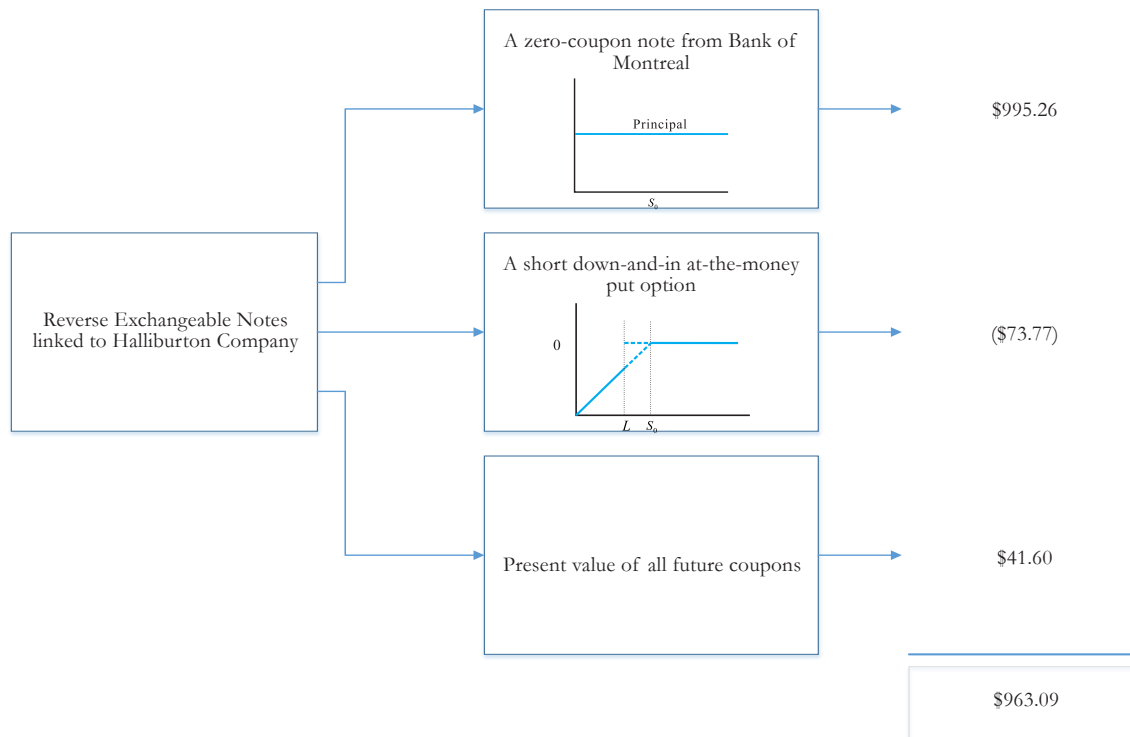 A zero-coupon note from Bank of
Montreal
Principal
S₀
$995.26
Reverse Exchangeable Notes
linked to Halliburton Company
A short down-and-in at-the-money
put option
0
L S₀
($73.77)
Present value of all future coupons
$41.60
$963.09